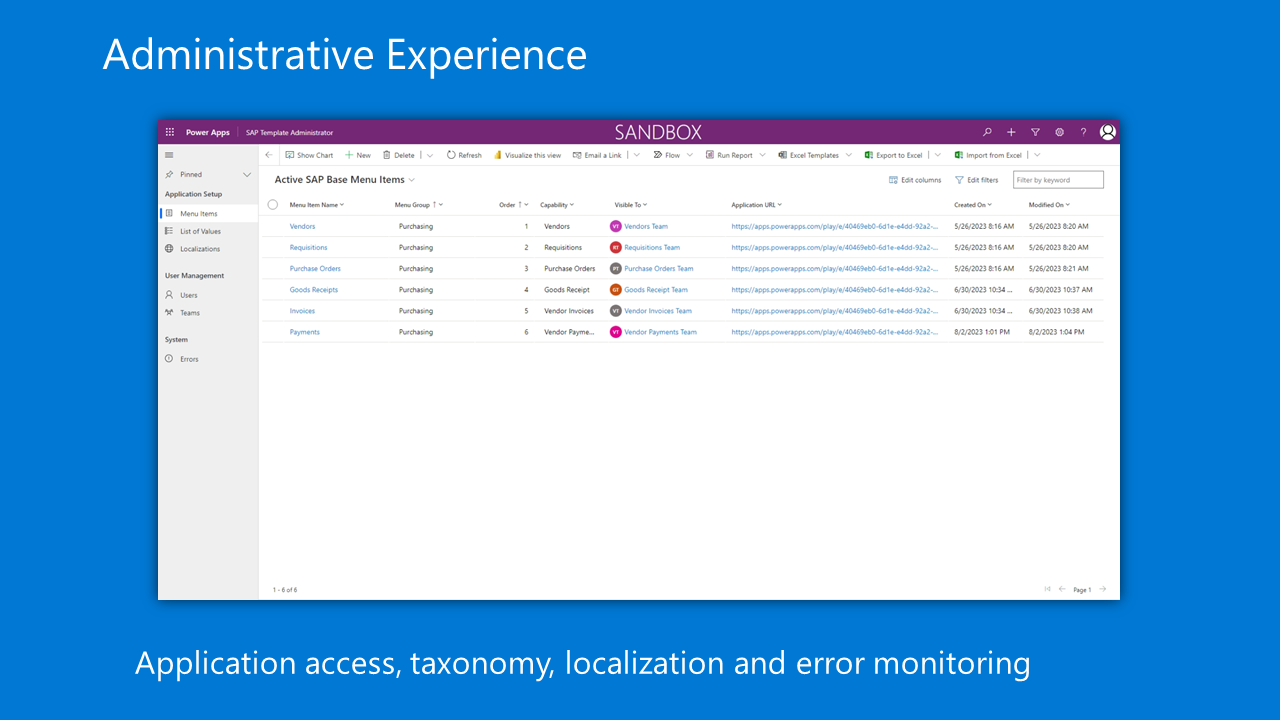 Administrative Experience
Power Apps SAP Template Administrator SANDBOX ?
Show Chart New Delete Refresh Visualize this view Email a Link Flow Run Report Excel Templates Export to Excel Import from Excel
Pinned
Application Setup
Menu Items
List of Values
Localizations
User Management
Users
Teams
System
Errors
Active SAP Base Menu Items Edit columns Edit filters Filter by keyword
Menu Item Name Menu Group Order Capability Visible To Application URL Created On Modified On
Vendors Purchasing 1 Vendors VT Vendors Team https://apps.powerapps.com/play/e/40469eb0-6d1e-e4dd-92a2-... 5/26/2023 8:16 AM 5/26/2023 8:20 AM
Requisitions Purchasing 2 Requisitions RT Requisitions Team https://apps.powerapps.com/play/e/40469eb0-6d1e-e4dd-92a2-... 5/26/2023 8:16 AM 5/26/2023 8:20 AM
Purchase Orders Purchasing 3 Purchase Orders PT Purchase Orders Team https://apps.powerapps.com/play/e/40469eb0-6d1e-e4dd-92a2-... 5/26/2023 8:16 AM 5/26/2023 8:21 AM
Goods Receipts Purchasing 4 Goods Receipt GT Goods Receipt Team https://apps.powerapps.com/play/e/40469eb0-6d1e-e4dd-92a2-... 6/30/2023 10:34 ... 6/30/2023 10:37 AM
Invoices Purchasing 5 Vendor Invoices VT Vendor Invoices Team https://apps.powerapps.com/play/e/40469eb0-6d1e-e4dd-92a2-... 6/30/2023 10:34 ... 6/30/2023 10:38 AM
Payments Purchasing 6 Vendor Payme... VT Vendor Payments Team https://apps.powerapps.com/play/e/40469eb0-6d1e-e4dd-92a2-... 8/2/2023 1:01 PM 8/2/2023 1:04 PM
1 - 6 of 6 Page 1
Application access, taxonomy, localization and error monitoring